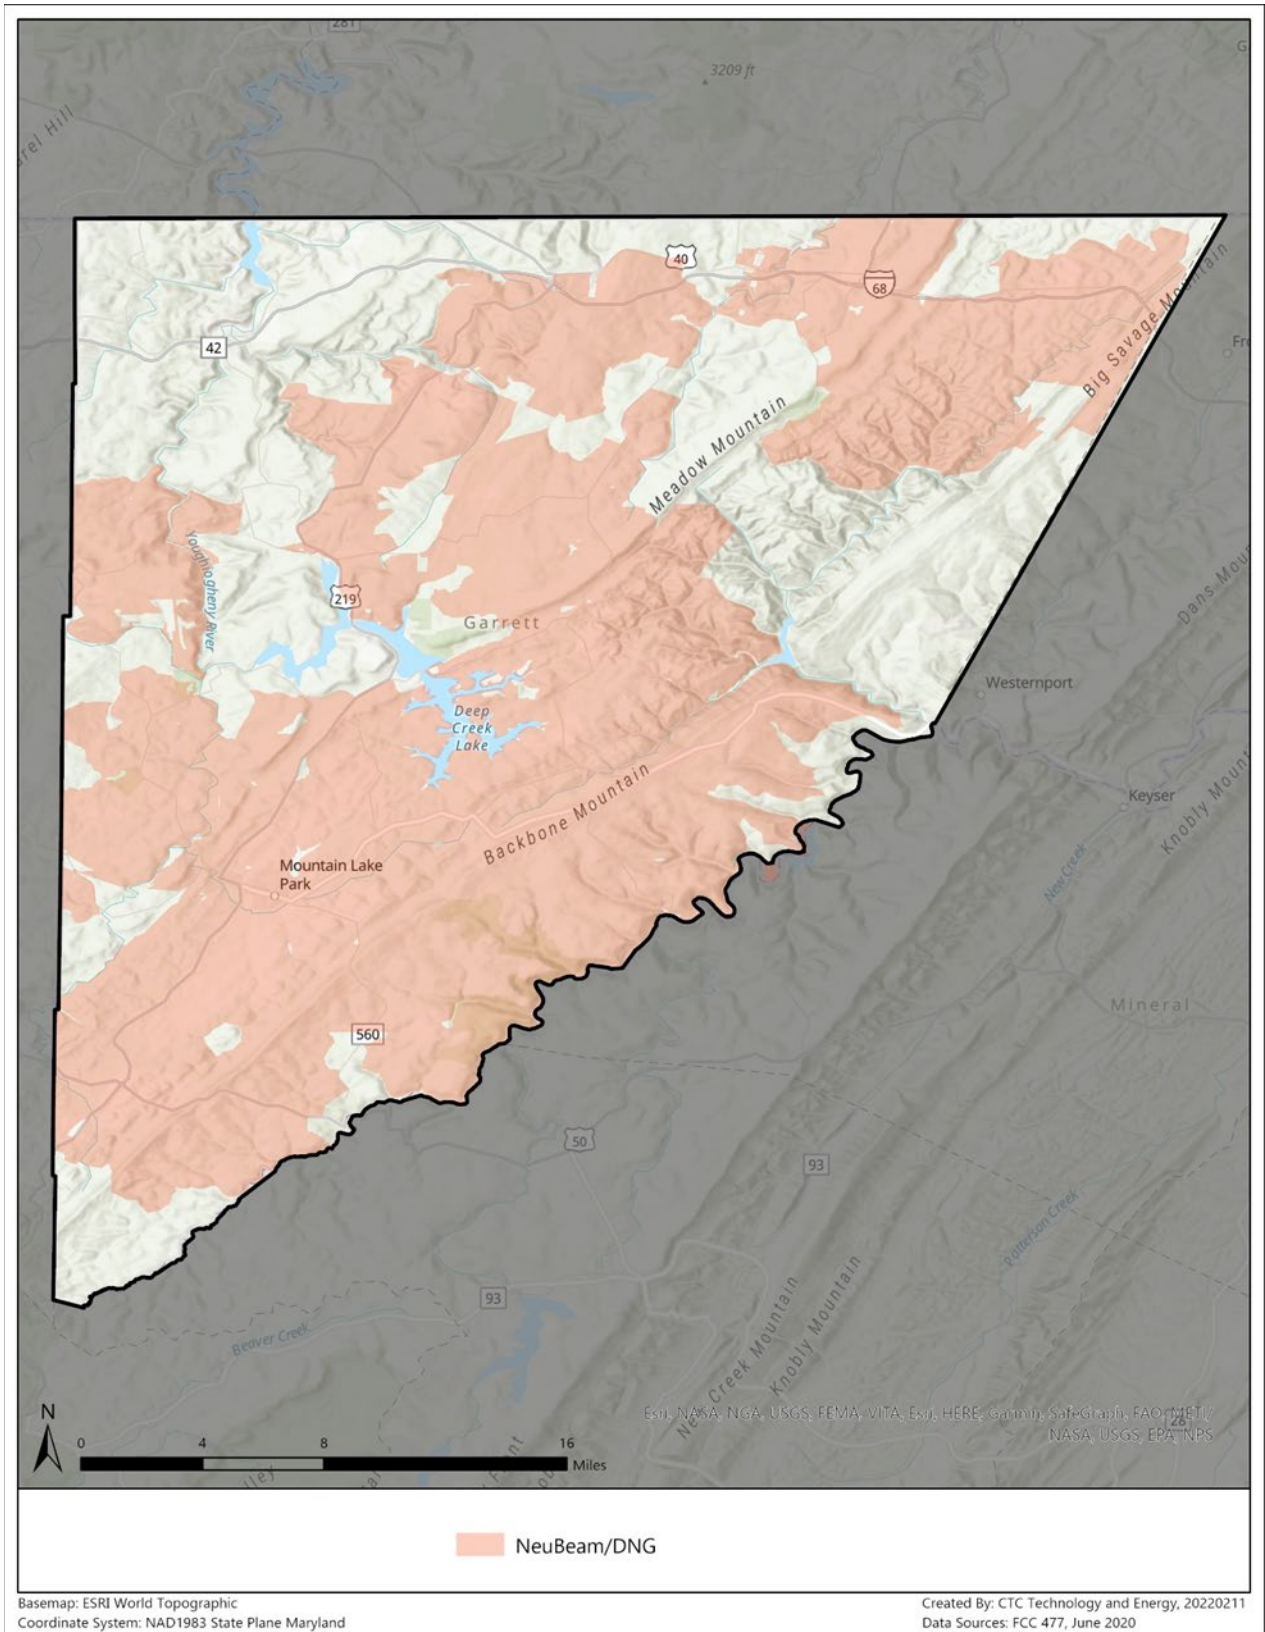 281
3209 ft
40
68
42
Big Savage Mountain
Meadow Mountain
Youghiogheny River
219
Garrett
Dans Moun
Westernport
Deep
Creek
Lake
Keyser
Backbone Mountain
Knobly Mount
Mountain Lake
Park
New Creek
Mineral
560
50
93
Patterson Creek
93
Beaver Creek
New Creek Mountain
Knobly Mountain
N
Esri, NASA, NGA, USGS, FEMA, VITA, Esri, HERE, Garmin, SafeGraph, FAO, METI/
NASA, USGS, EPA, NPS
28
0 4 8 16
Miles
NeuBeam/DNG
Basemap: ESRI World Topographic
Coordinate System: NAD1983 State Plane Maryland
Created By: CTC Technology and Energy, 20220211
Data Sources: FCC 477, June 2020